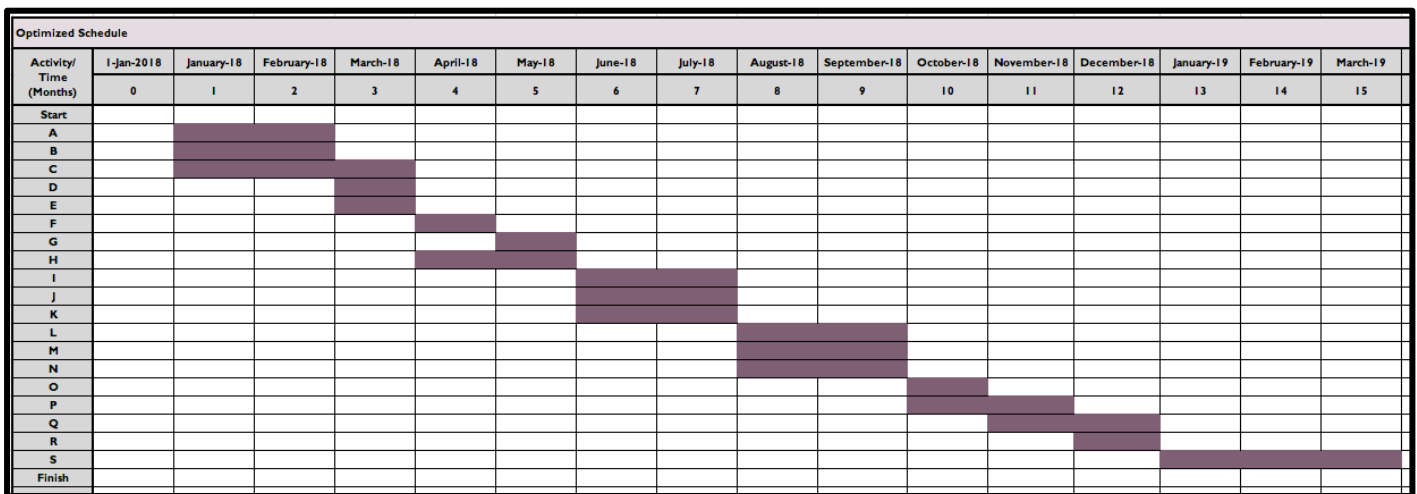 Optimized Schedule
Activity/ Time (Months) 1-Jan-2018 January-18 February-18 March-18 April-18 May-18 June-18 July-18 August-18 September-18 October-18 November-18 December-18 January-19 February-19 March-19
0 1 2 3 4 5 6 7 8 9 10 11 12 13 14 15
Start
A
B
C
D
E
F
G
H
I
J
K
L
M
N
O
P
Q
R
S
Finish